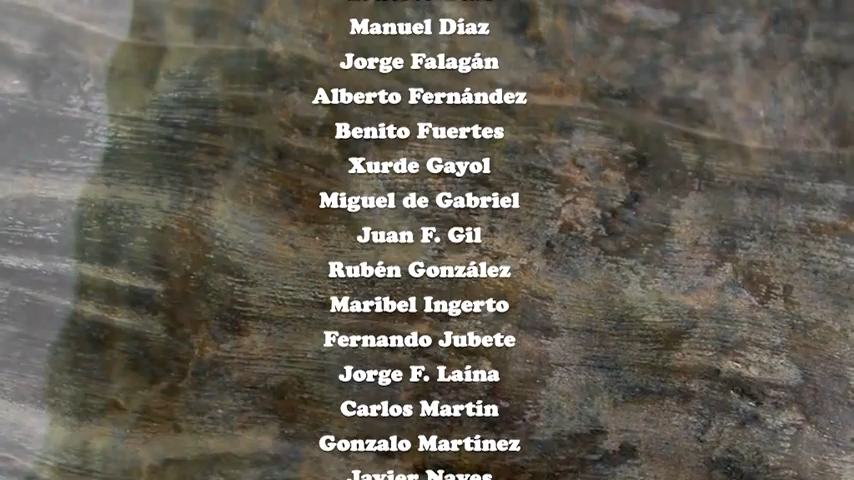 Manuel Díaz
Jorge Falagán
Alberto Fernández
Benito Fuertes
Xurde Gayol
Miguel de Gabriel
Juan F. Gil
Rubén González
Maribel Ingerto
Fernando Jubete
Jorge F. Laína
Carlos Martín
Gonzalo Martínez
Javier Naves